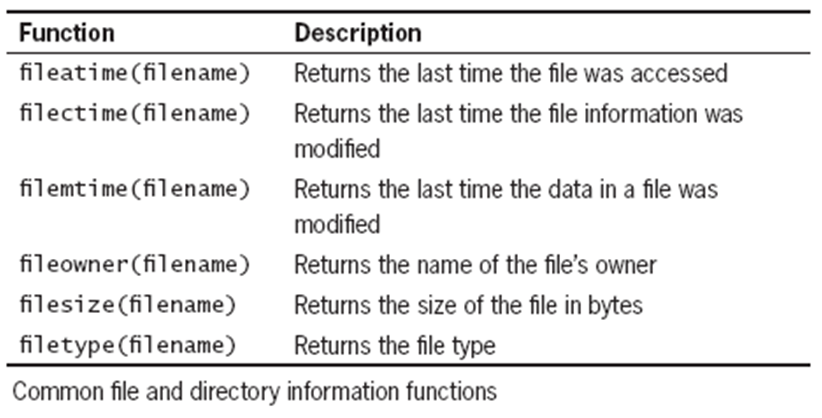 Function Description
fileatime(filename) Returns the last time the file was accessed
filectime(filename) Returns the last time the file information was
modified
filemtime(filename) Returns the last time the data in a file was
modified
fileowner(filename) Returns the name of the file's owner
filesize(filename) Returns the size of the file in bytes
filetype(filename) Returns the file type
Common file and directory information functions